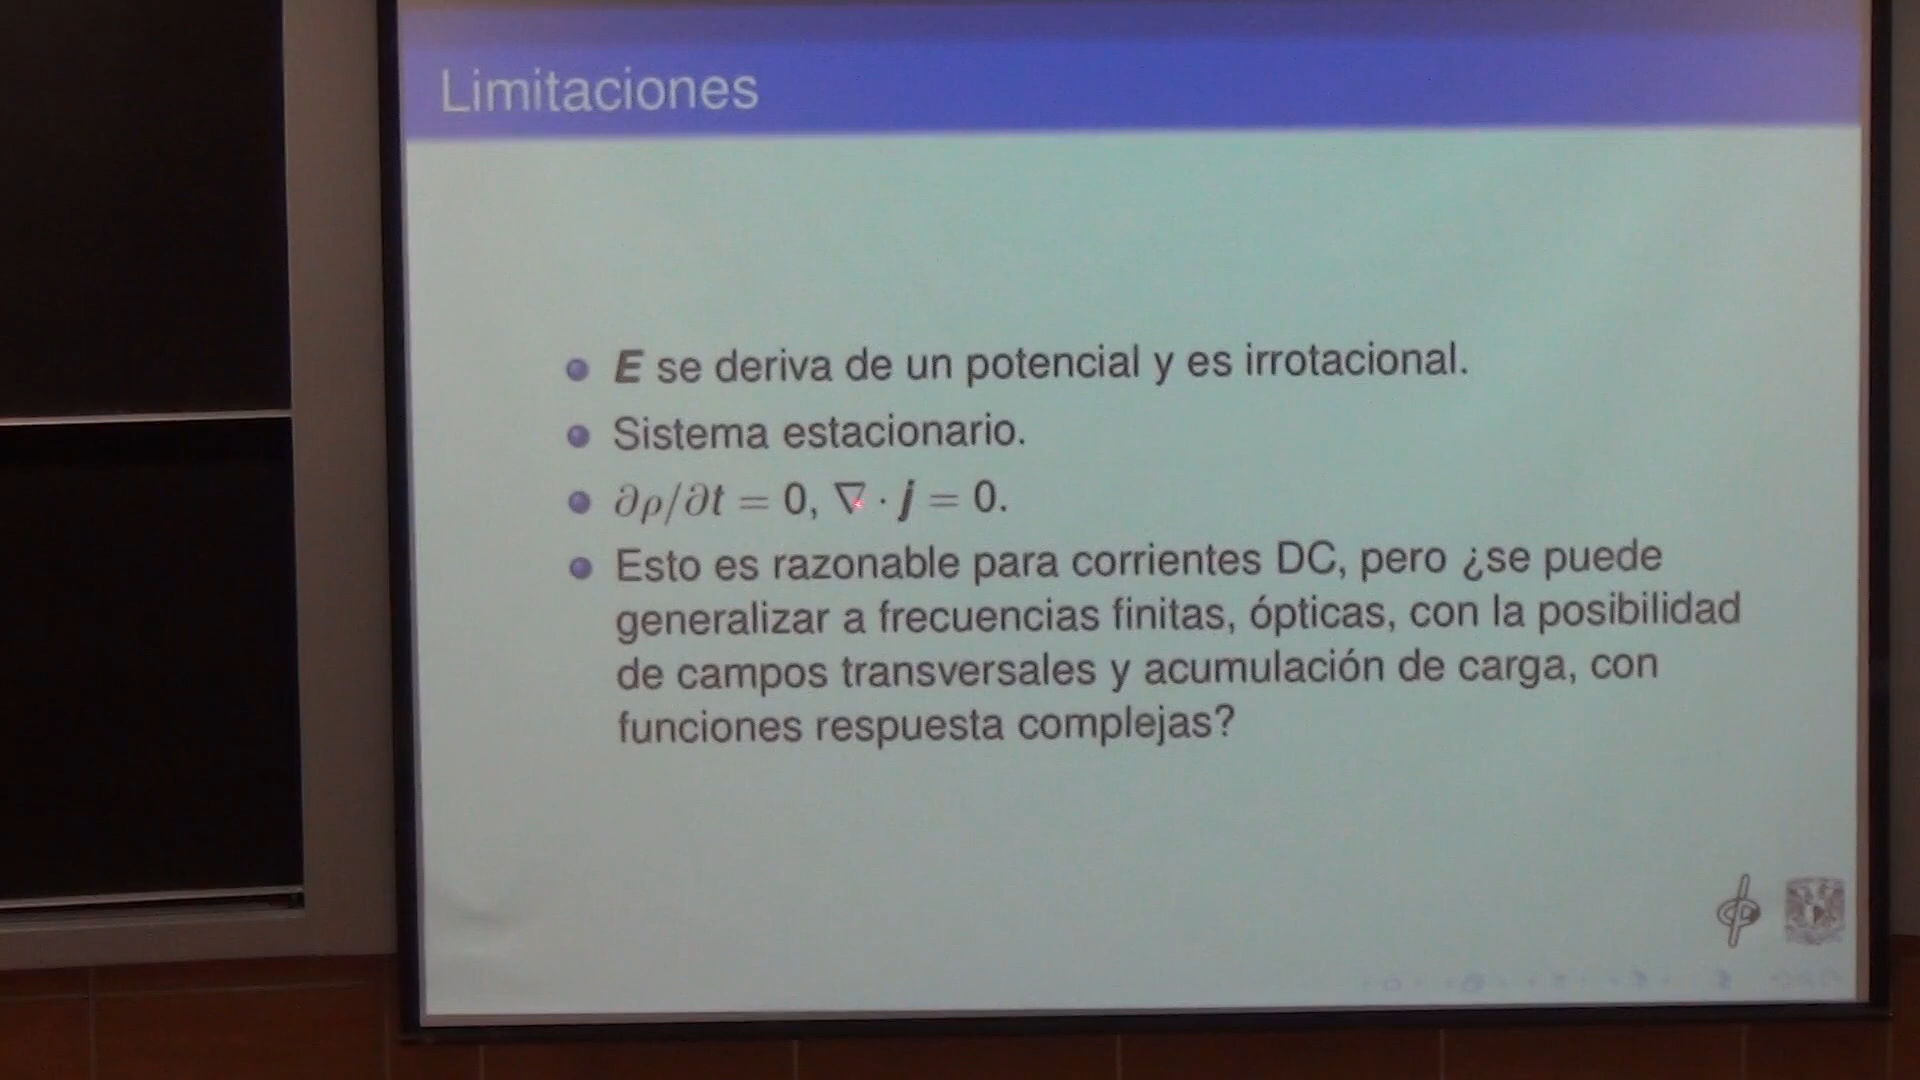 Limitaciones
E se deriva de un potencial y es irrotacional.
Sistema estacionario.
∂ρ/∂t = 0, ∇ · j = 0.
Esto es razonable para corrientes DC, pero ¿se puede
generalizar a frecuencias finitas, ópticas, con la posibilidad
de campos transversales y acumulación de carga, con
funciones respuesta complejas?